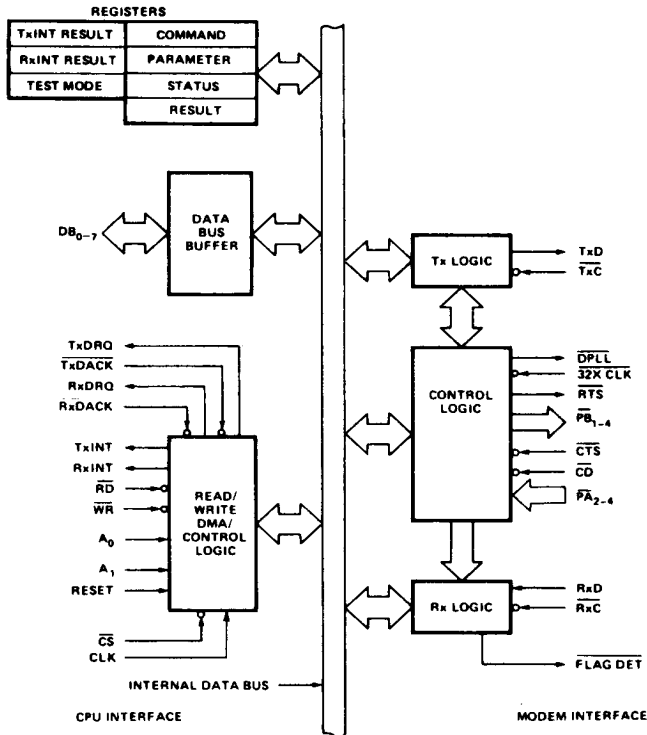 REGISTERS
TxINT RESULT COMMAND
RxINT RESULT PARAMETER
TEST MODE STATUS
RESULT
DB0–7
DATA
BUS
BUFFER
TxDRQ
TxDACK
RxDRQ
RxDACK
TxINT
RxINT
RD
WR
A0
A1
RESET
CS
CLK
READ/
WRITE
DMA/
CONTROL
LOGIC
INTERNAL DATA BUS
CPU INTERFACE
Tx LOGIC
TxD
TxC
CONTROL
LOGIC
DPLL
32X CLK
RTS
PB1–4
CTS
CD
PA2–4
Rx LOGIC
RxD
RxC
FLAG DET
MODEM INTERFACE